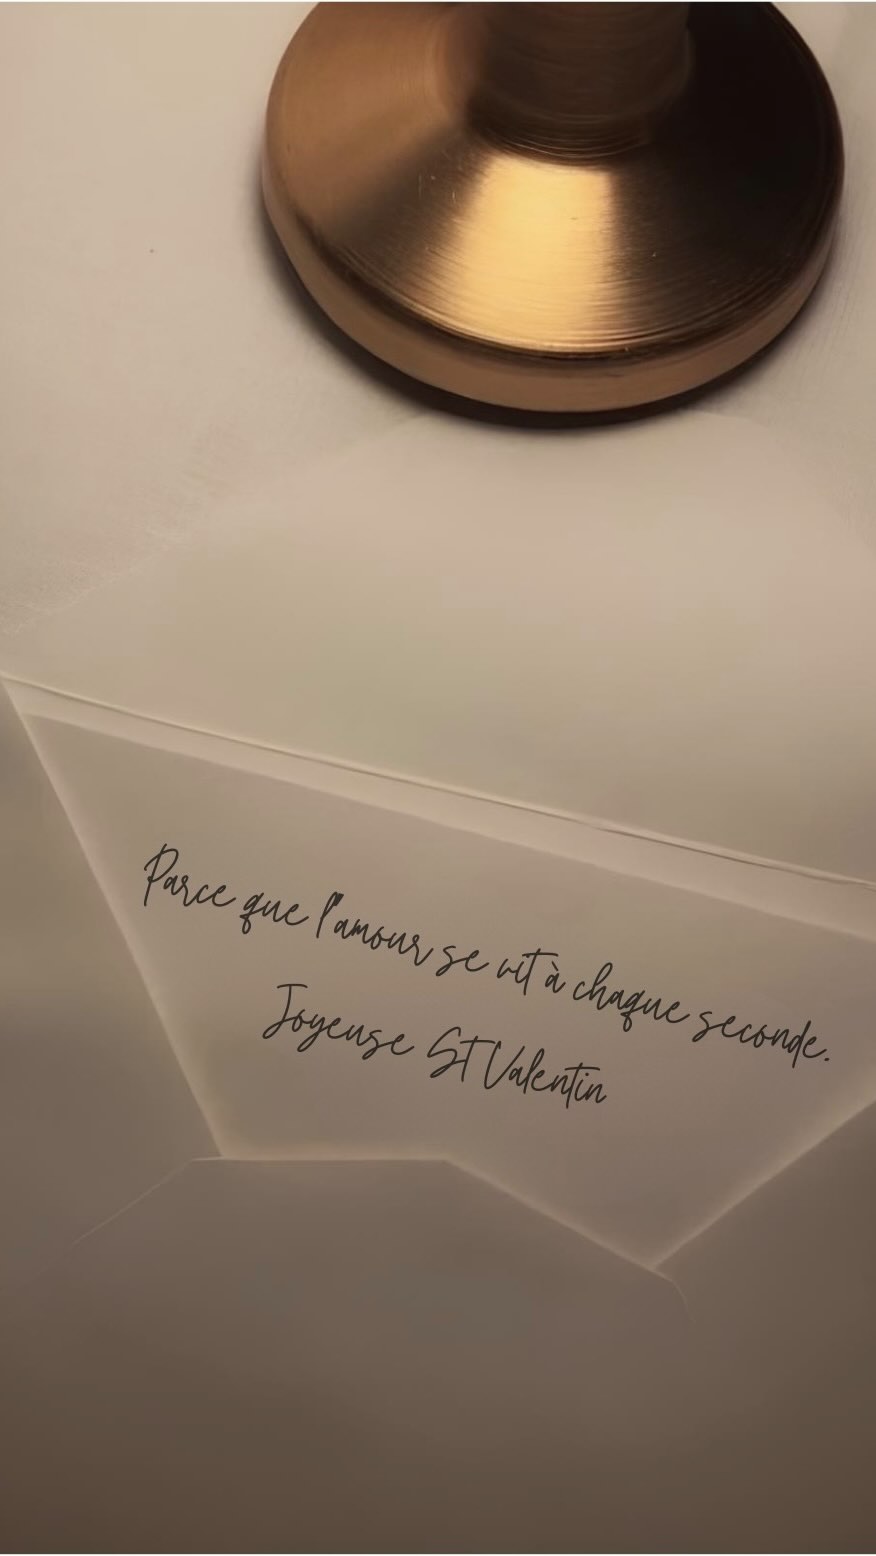 Parce que l'amour se vit à chaque seconde.
Joyeuse St Valentin